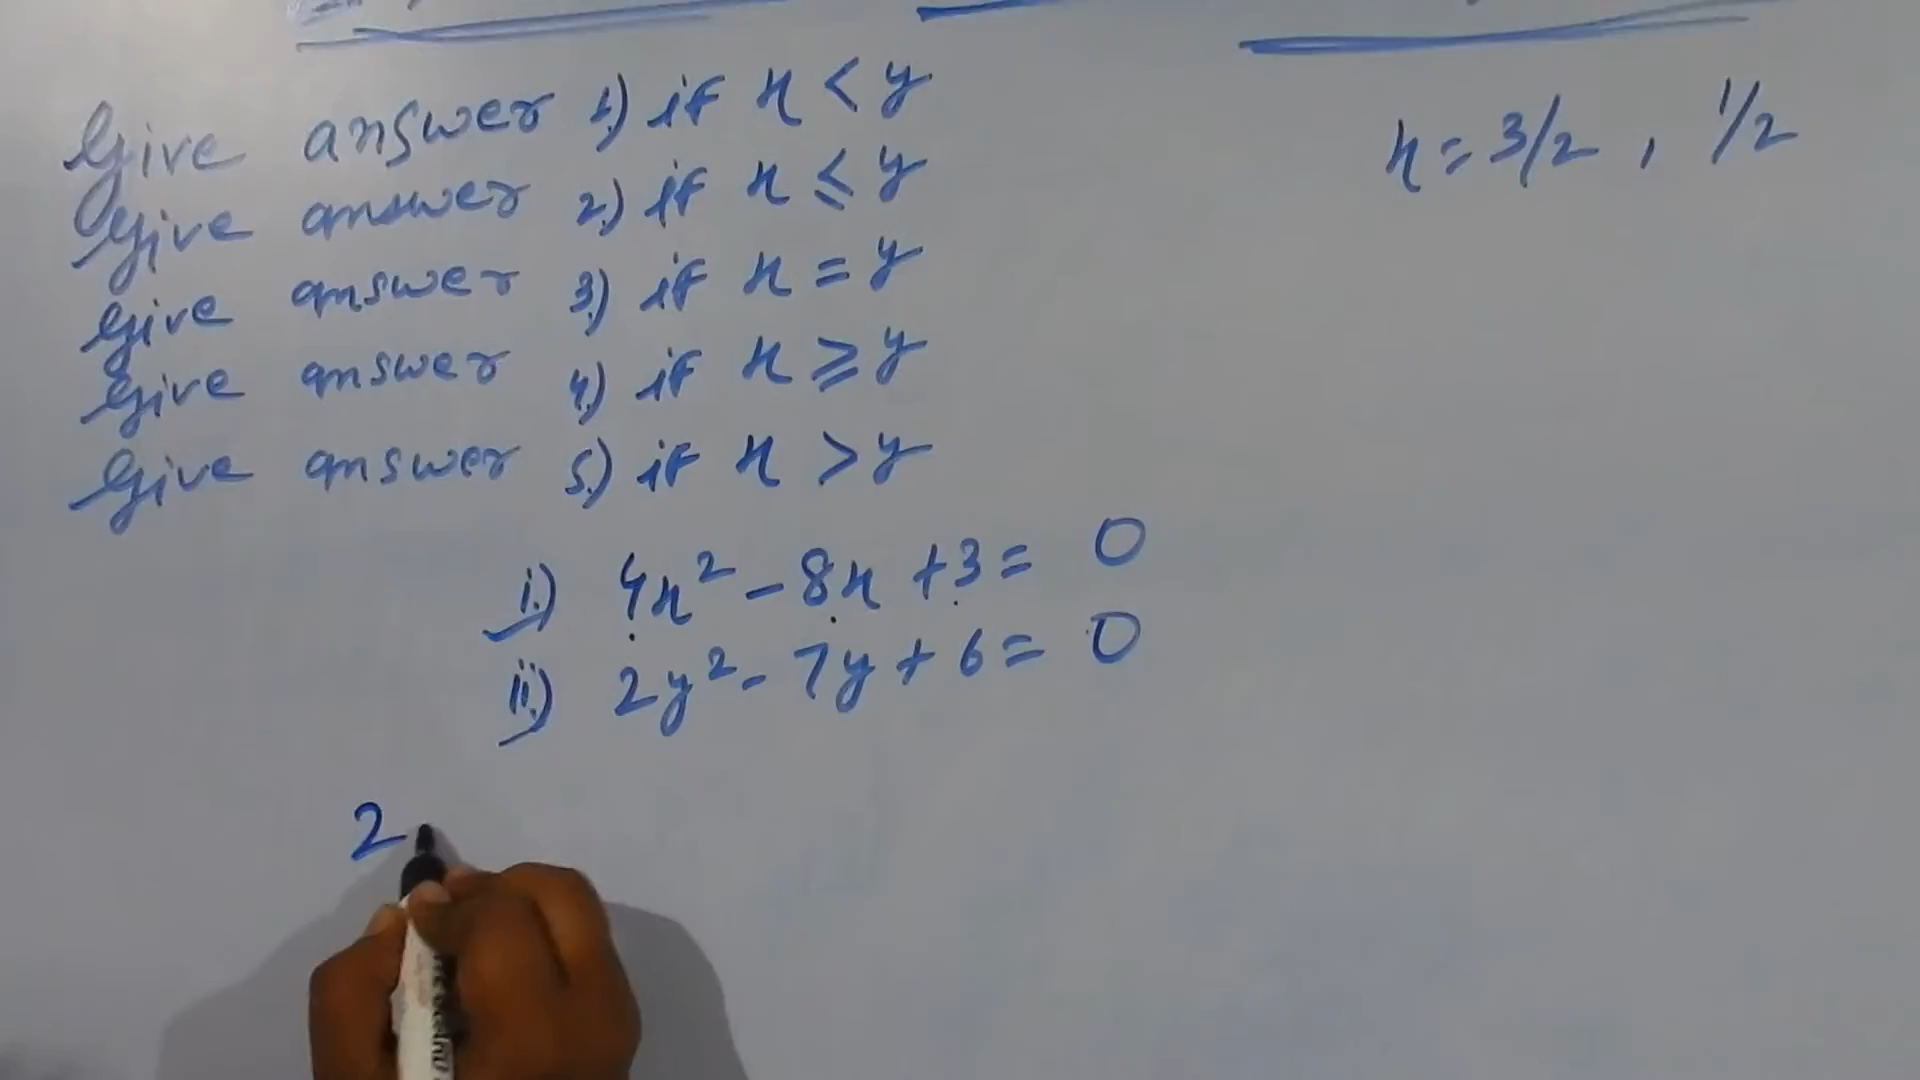 Give answer 1.) if x < y
Give answer 2.) if x ≤ y
Give answer 3.) if x = y
Give answer 4.) if x ≥ y
Give answer 5.) if x > y
x = 3/2 , 1/2
i.) 4x² - 8x + 3 = 0
ii.) 2y² - 7y + 6 = 0
2